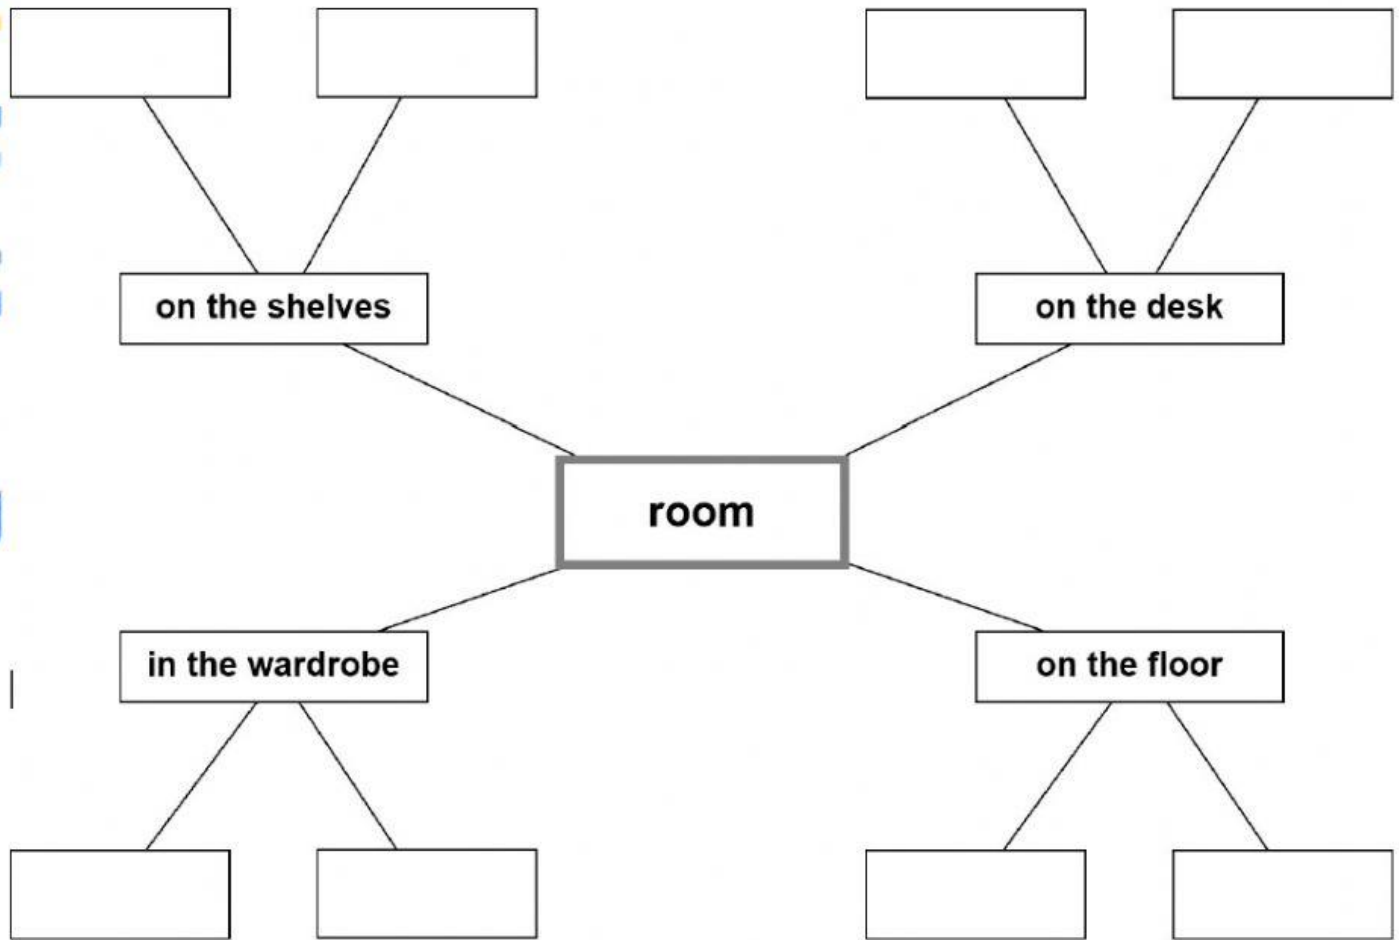 on the shelves
on the desk
room
in the wardrobe
on the floor